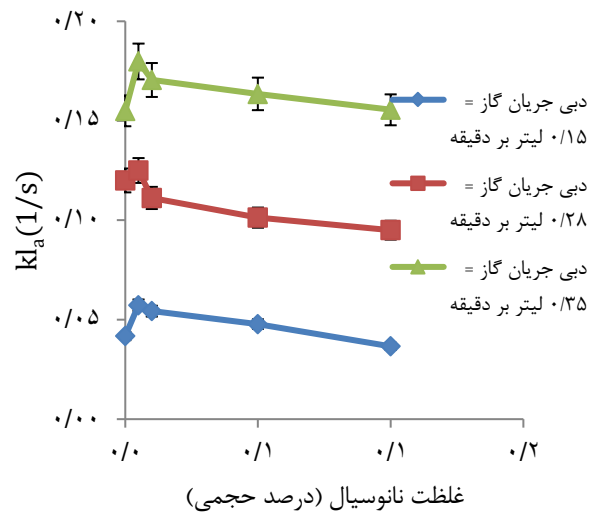 ۰/۲۰
۰/۱۵
۰/۱۰
۰/۰۵
۰/۰۰
klₐ(1/s)
دبی جریان گاز =
۰/۱۵ لیتر بر دقیقه
دبی جریان گاز =
۰/۲۸ لیتر بر دقیقه
دبی جریان گاز =
۰/۳۵ لیتر بر دقیقه
۰/۰ ۰/۱ ۰/۱ ۰/۲
غلظت نانوسیال (درصد حجمی)